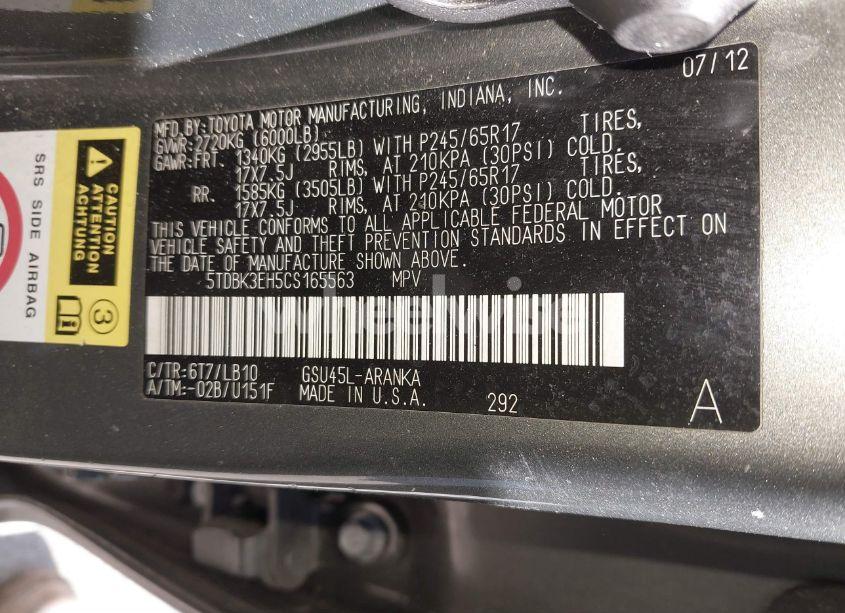 07/12
MFD.BY:TOYOTA MOTOR MANUFACTURING, INDIANA, INC.
GVWR:2720KG (6000LB)
GAWR:FRT. 1340KG (2955LB) WITH P245/65R17 TIRES,
17X7.5J RIMS, AT 210KPA (30PSI) COLD.
RR. 1585KG (3505LB) WITH P245/65R17 TIRES,
17X7.5J RIMS, AT 210KPA (30PSI) COLD.
THIS VEHICLE CONFORMS TO ALL APPLICABLE FEDERAL MOTOR
VEHICLE SAFETY AND THEFT PREVENTION STANDARDS IN EFFECT ON
THE DATE OF MANUFACTURE SHOWN ABOVE.
5TDBK3EH5CS165563 MPV
C/TR:6T7/LB10 GSU45L-ARANKA
A/TM:-02B/U151F MADE IN U.S.A. 292
A
SRS SIDE AIRBAG
CAUTION
ATTENTION
ACHTUNG
3
i
wheelwise